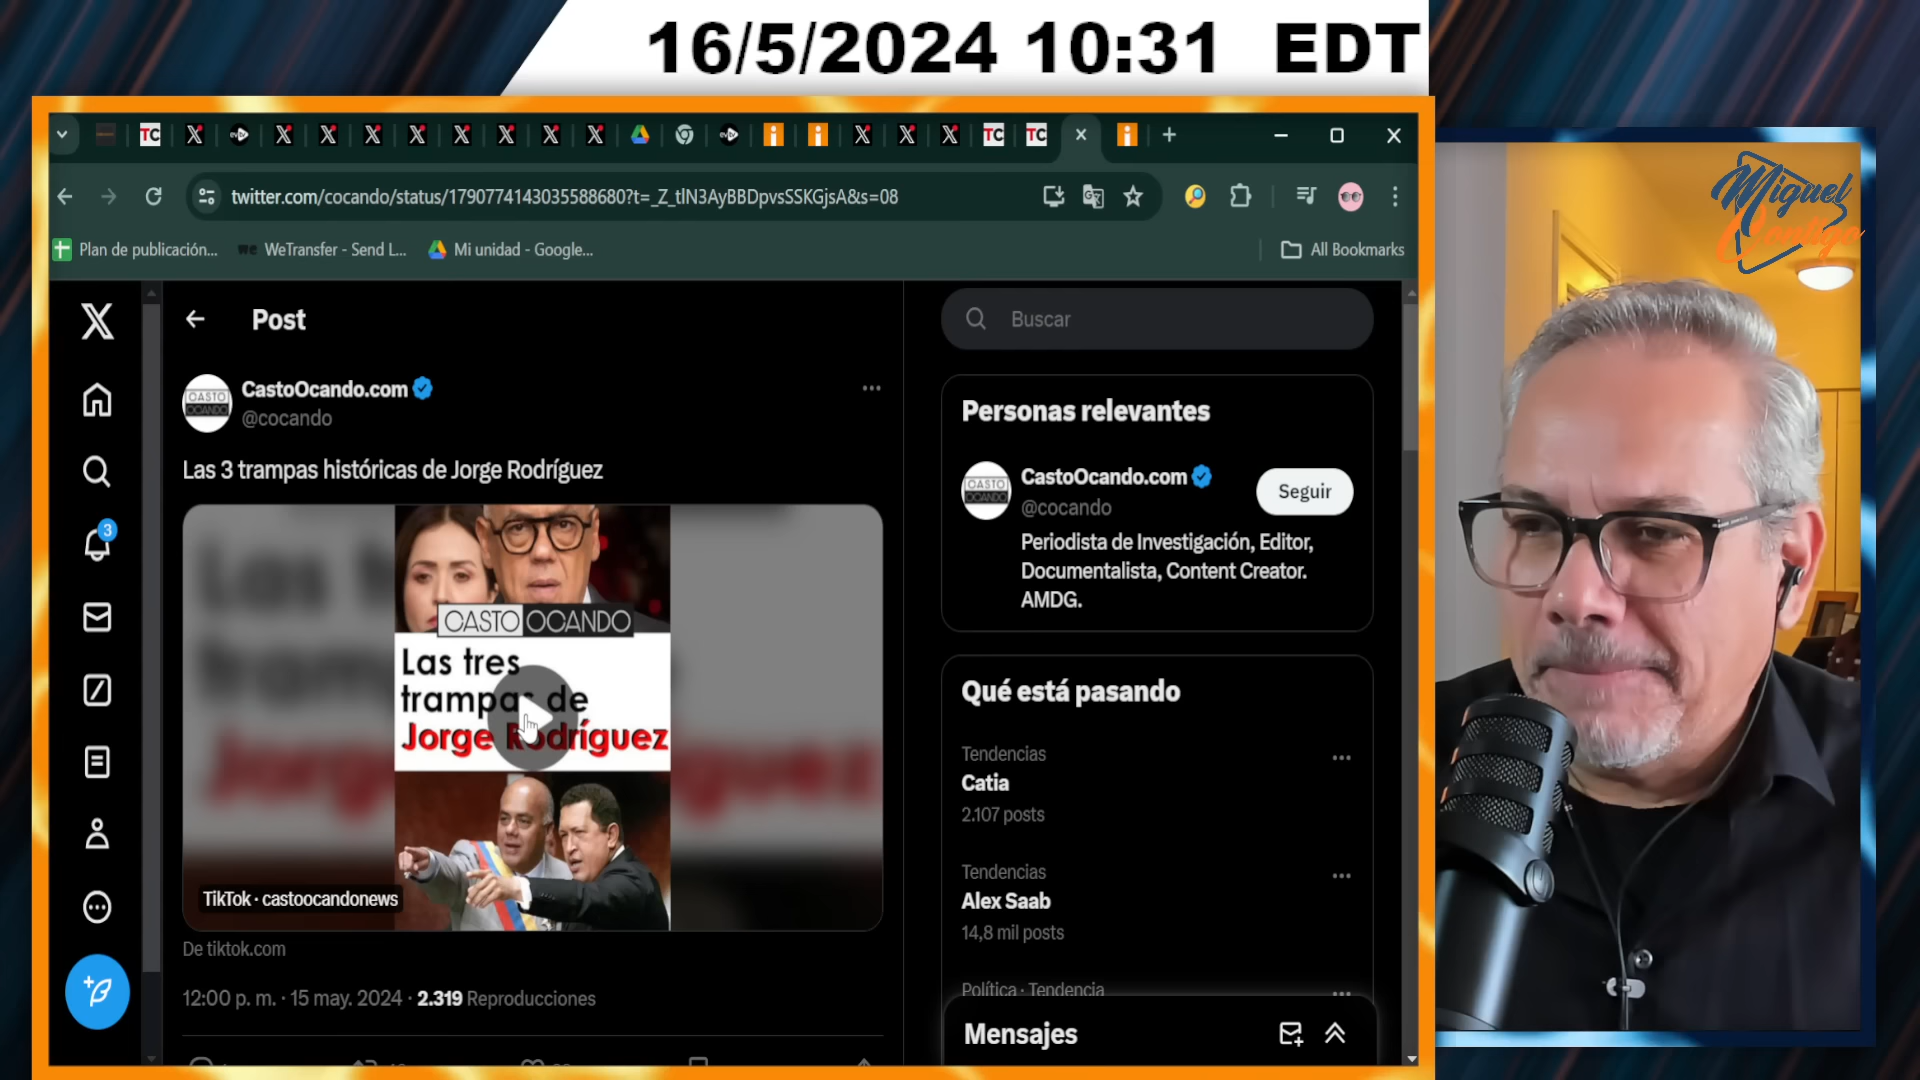 16/5/2024 10:31 EDT
Miguel
Contigo
twitter.com/cocando/status/1790774143035588680?t=_Z_tlN3AyBBDpvsSSKGjsA&s=08
Plan de publicación...
WeTransfer - Send L...
Mi unidad - Google...
All Bookmarks
Post
Buscar
CastoOcando.com
@cocando
Las 3 trampas históricas de Jorge Rodríguez
CASTO OCANDO
Las tres
trampas de
Jorge Rodríguez
TikTok · castoocandonews
De tiktok.com
12:00 p. m. · 15 may. 2024 · 2.319 Reproducciones
3
Personas relevantes
CastoOcando.com
@cocando
Seguir
Periodista de Investigación, Editor,
Documentalista, Content Creator.
AMDG.
Qué está pasando
Tendencias
Catia
2.107 posts
Tendencias
Alex Saab
14,8 mil posts
Política · Tendencia
Mensajes